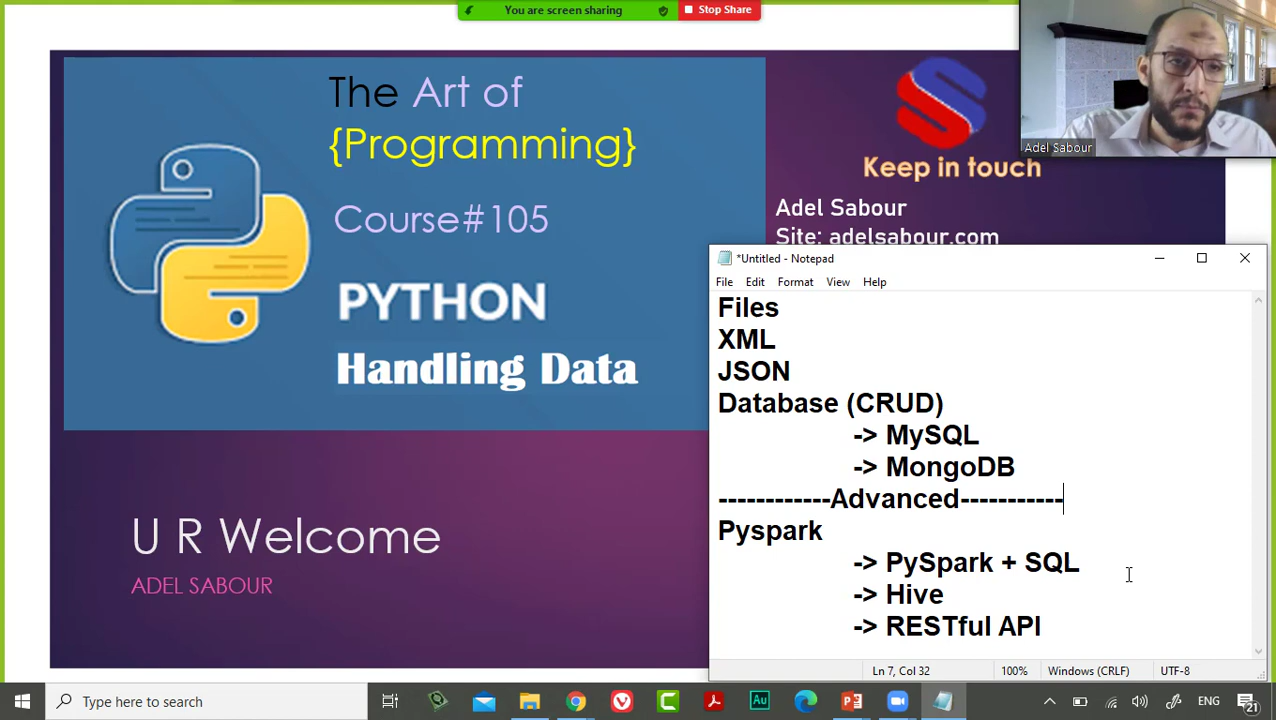 You are screen sharing
Stop Share
The Art of
{Programming}
Course#105
PYTHON
Handling Data
Keep in touch
Adel Sabour
Site: adelsabour.com
Adel Sabour
U R Welcome
ADEL SABOUR
*Untitled - Notepad
File Edit Format View Help
Files
XML
JSON
Database (CRUD)
-> MySQL
-> MongoDB
------------Advanced-----------
Pyspark
-> PySpark + SQL
-> Hive
-> RESTful API
Ln 7, Col 32 100% Windows (CRLF) UTF-8
Type here to search
Au
ENG
21